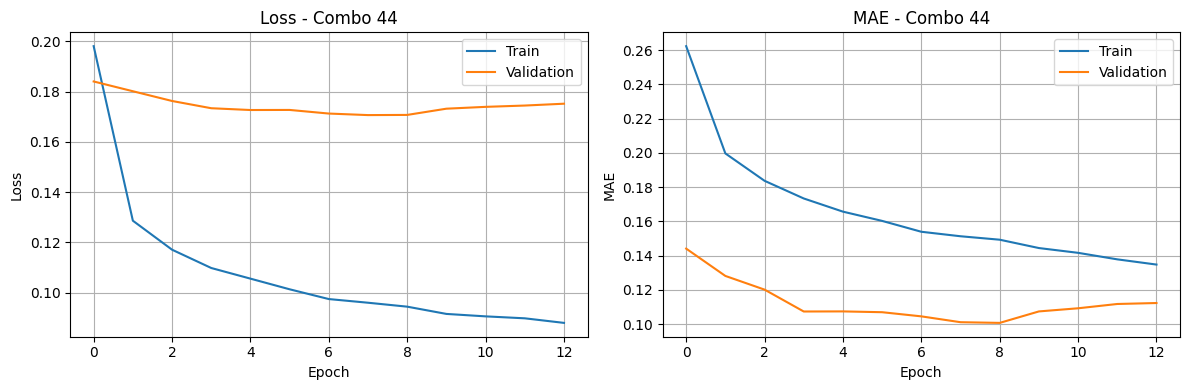 Loss - Combo 44
Loss
0.20
0.18
0.16
0.14
0.12
0.10
0 2 4 6 8 10 12
Epoch
Train
Validation
MAE - Combo 44
MAE
0.26
0.24
0.22
0.20
0.18
0.16
0.14
0.12
0.10
0 2 4 6 8 10 12
Epoch
Train
Validation